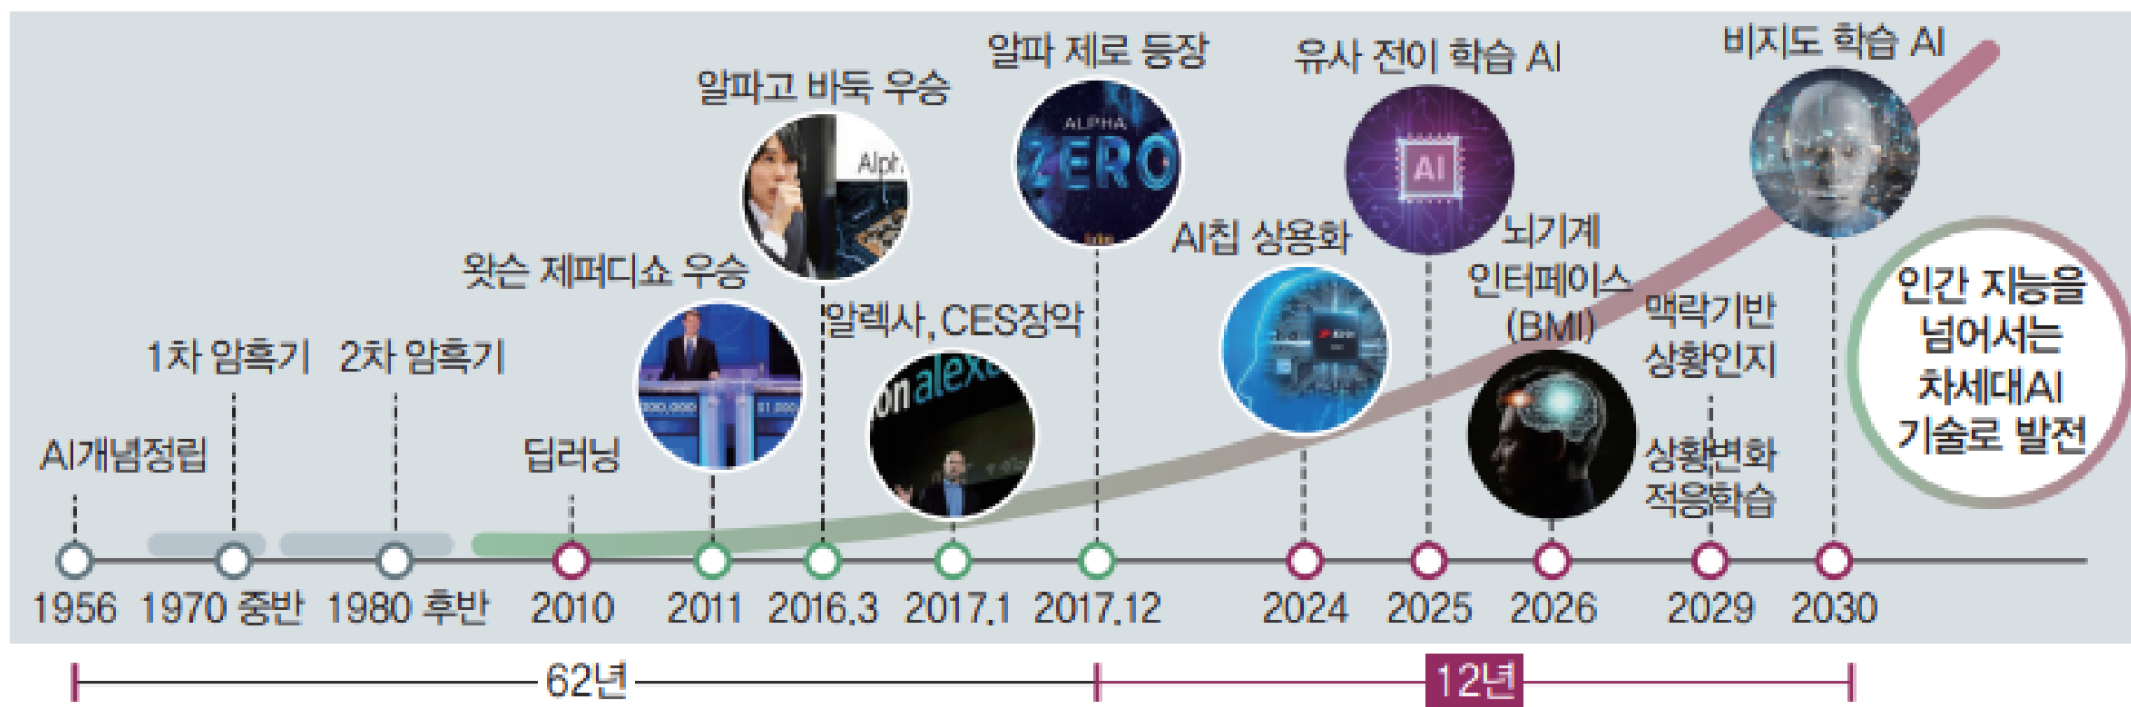 AI개념정립
1차 암흑기
2차 암흑기
딥러닝
왓슨 제퍼디쇼 우승
알파고 바둑 우승
알렉사, CES장악
on alexa
알파 제로 등장
ALPHA
ZERO
AI칩 상용화
유사 전이 학습 AI
AI
뇌기계
인터페이스
(BMI)
맥락기반
상황인지
상황변화
적응학습
비지도 학습 AI
인간 지능을
넘어서는
차세대AI
기술로 발전
1956
1970 중반
1980 후반
2010
2011
2016.3
2017.1
2017.12
2024
2025
2026
2029
2030
62년
12년